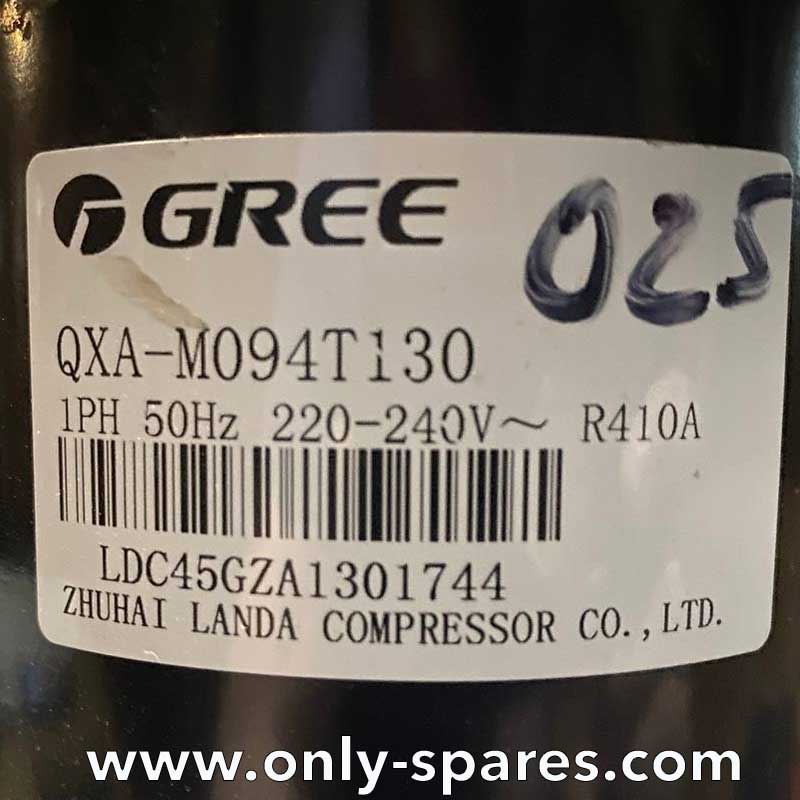 GREE
025
QXA-M094T130
1PH 50Hz 220-240V~ R410A
LDC45GZA1301744
ZHUHAI LANDA COMPRESSOR CO.,LTD.
www.only-spares.com